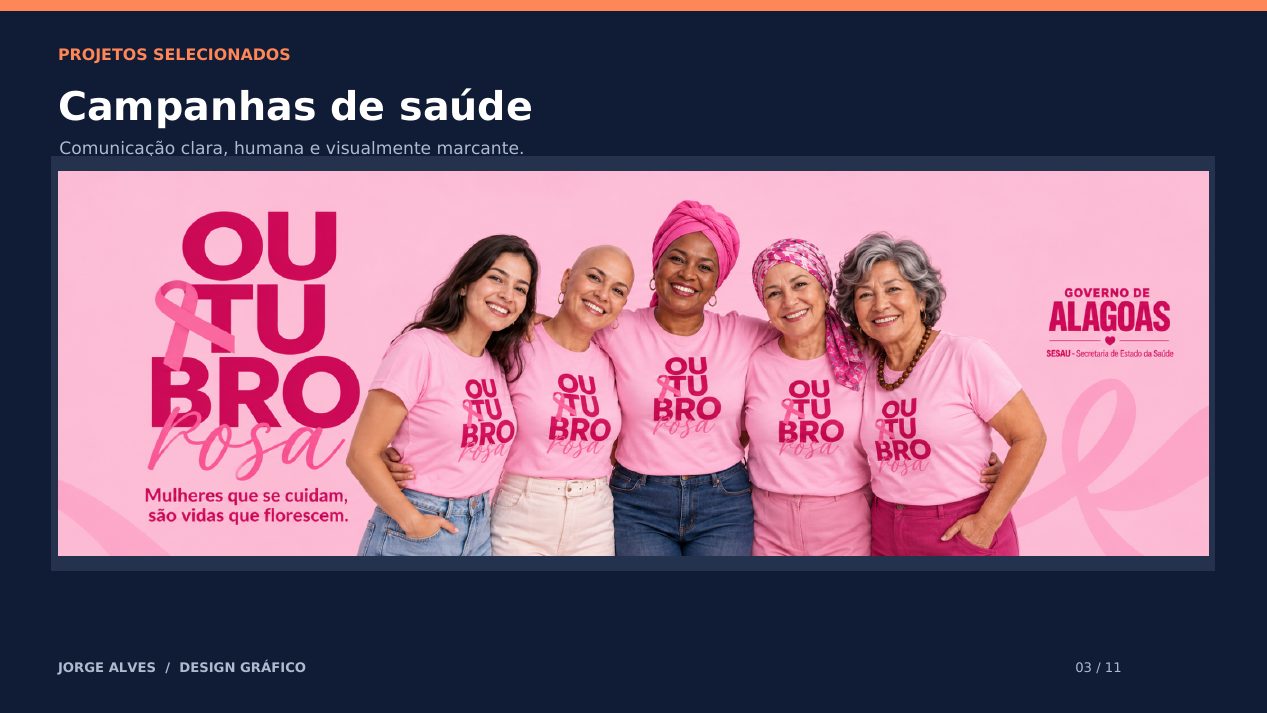 PROJETOS SELECIONADOS
Campanhas de saúde
Comunicação clara, humana e visualmente marcante.
OU
TU
BRO
rosa
Mulheres que se cuidam,
são vidas que florescem.
OU
TU
BRO
rosa
OU
TU
BRO
rosa
OU
TU
BRO
rosa
OU
TU
BRO
rosa
OU
TU
BRO
rosa
GOVERNO DE
ALAGOAS
SESAU - Secretaria de Estado da Saúde
JORGE ALVES / DESIGN GRÁFICO
03 / 11